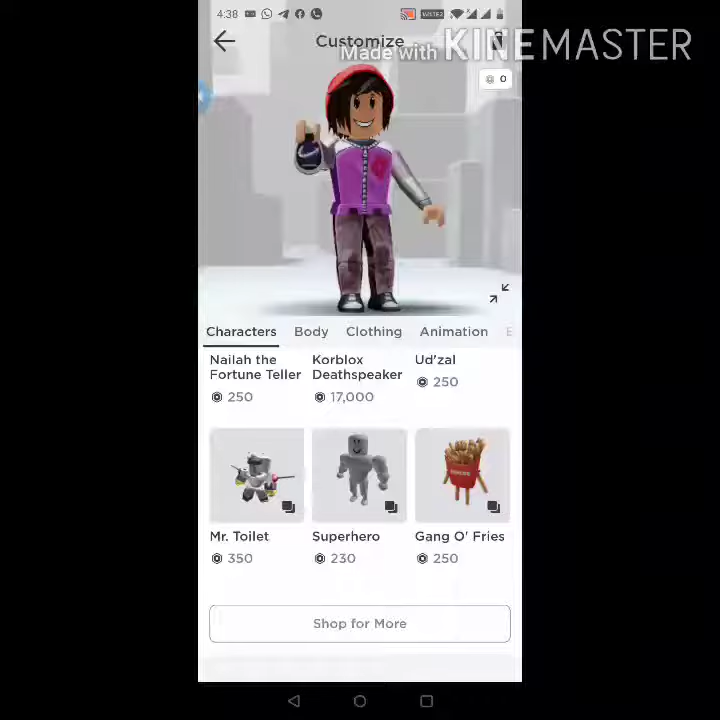 4:38
Customize
Made with KINEMASTER
0
Characters Body Clothing Animation E
Nailah the Fortune Teller
250
Korblox Deathspeaker
17,000
Ud'zal
250
Mr. Toilet
350
Superhero
230
Gang O' Fries
250
Shop for More